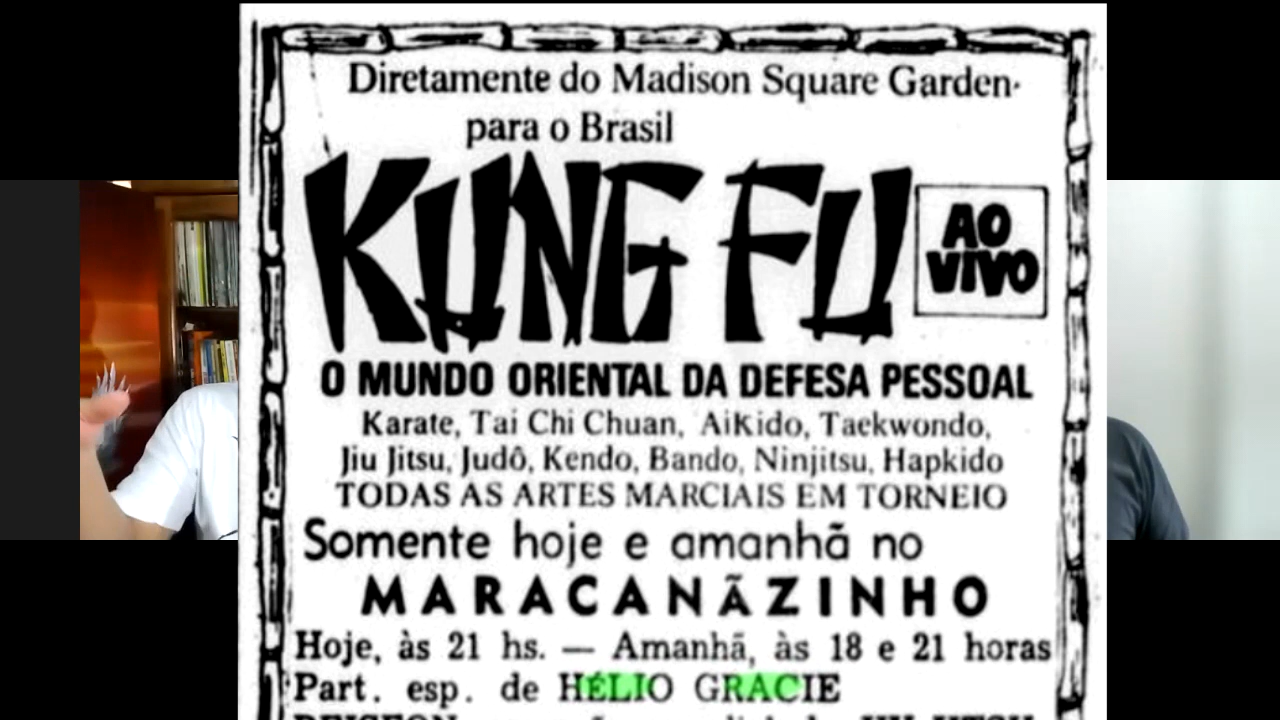 Diretamente do Madison Square Garden
para o Brasil
KUNG FU
AO
VIVO
O MUNDO ORIENTAL DA DEFESA PESSOAL
Karate, Tai Chi Chuan, AiKido, Taekwondo,
Jiu Jitsu, Judô, Kendo, Bando, Ninjitsu, Hapkido
TODAS AS ARTES MARCIAIS EM TORNEIO
Somente hoje e amanhã no
MARACANÃZINHO
Hoje, às 21 hs. — Amanhã, às 18 e 21 horas
Part. esp. de HÉLIO GRACIE